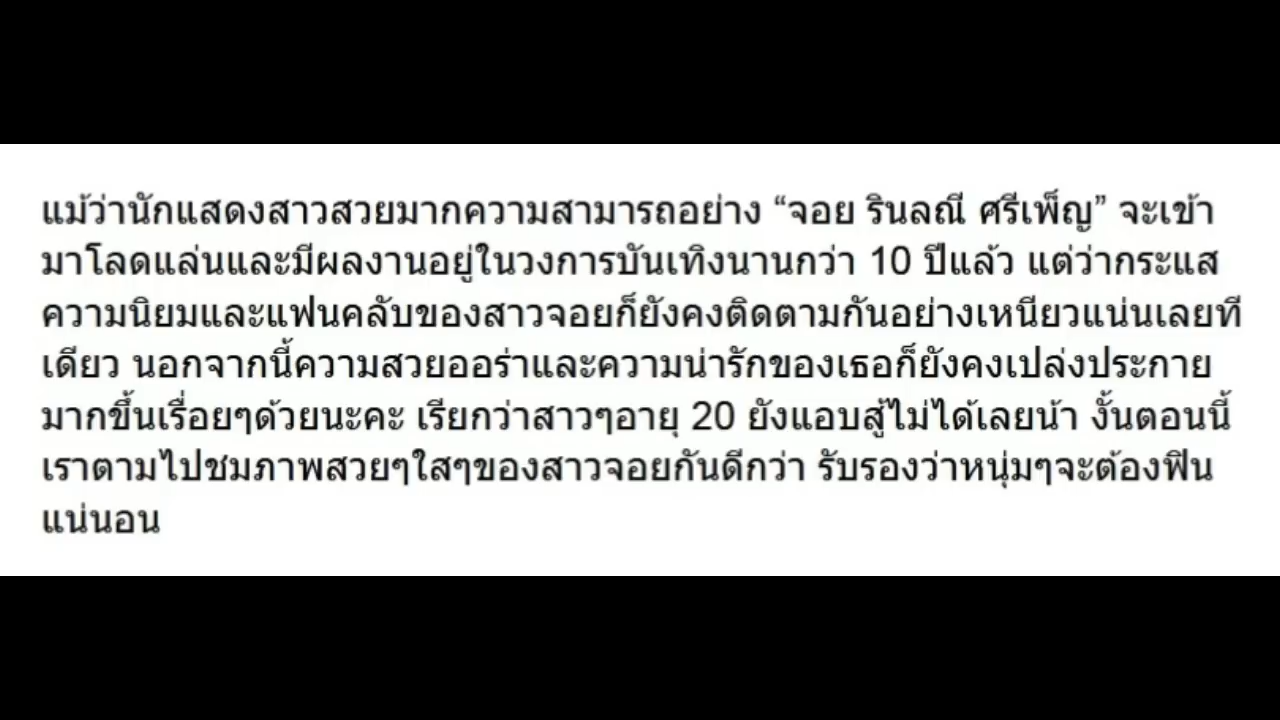 แม้ว่านักแสดงสาวสวยมากความสามารถอย่าง “จอย รินลณี ศรีเพ็ญ” จะเข้า
มาโลดแล่นและมีผลงานอยู่ในวงการบันเทิงนานกว่า 10 ปีแล้ว แต่ว่ากระแส
ความนิยมและแฟนคลับของสาวจอยก็ยังคงติดตามกันอย่างเหนียวแน่นเลยที
เดียว นอกจากนี้ความสวยออร่าและความน่ารักของเธอก็ยังคงเปล่งประกาย
มากขึ้นเรื่อยๆด้วยนะคะ เรียกว่าสาวๆอายุ 20 ยังแอบสู้ไม่ได้เลยน้า งั้นตอนนี้
เราตามไปชมภาพสวยๆใสๆของสาวจอยกันดีกว่า รับรองว่าหนุ่มๆจะต้องฟิน
แน่นอน